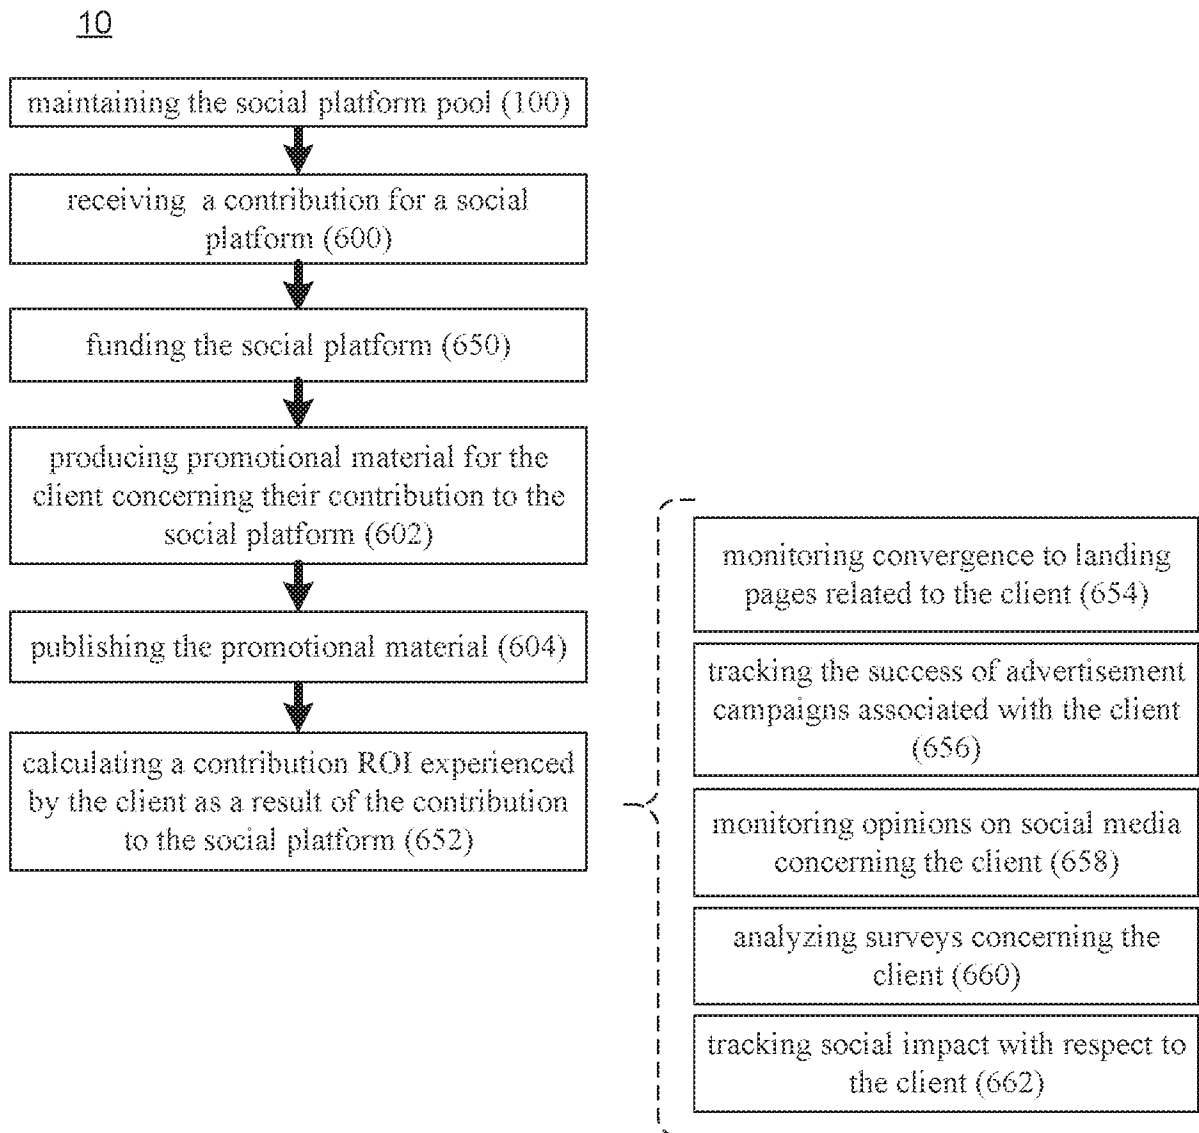 10
maintaining the social platform pool (100)
receiving a contribution for a social
platform (600)
funding the social platform (650)
producing promotional material for the
client concerning their contribution to the
social platform (602)
publishing the promotional material (604)
calculating a contribution ROI experienced
by the client as a result of the contribution
to the social platform (652)
monitoring convergence to landing
pages related to the client (654)
tracking the success of advertisement
campaigns associated with the client
(656)
monitoring opinions on social media
concerning the client (658)
analyzing surveys concerning the
client (660)
tracking social impact with respect to
the client (662)